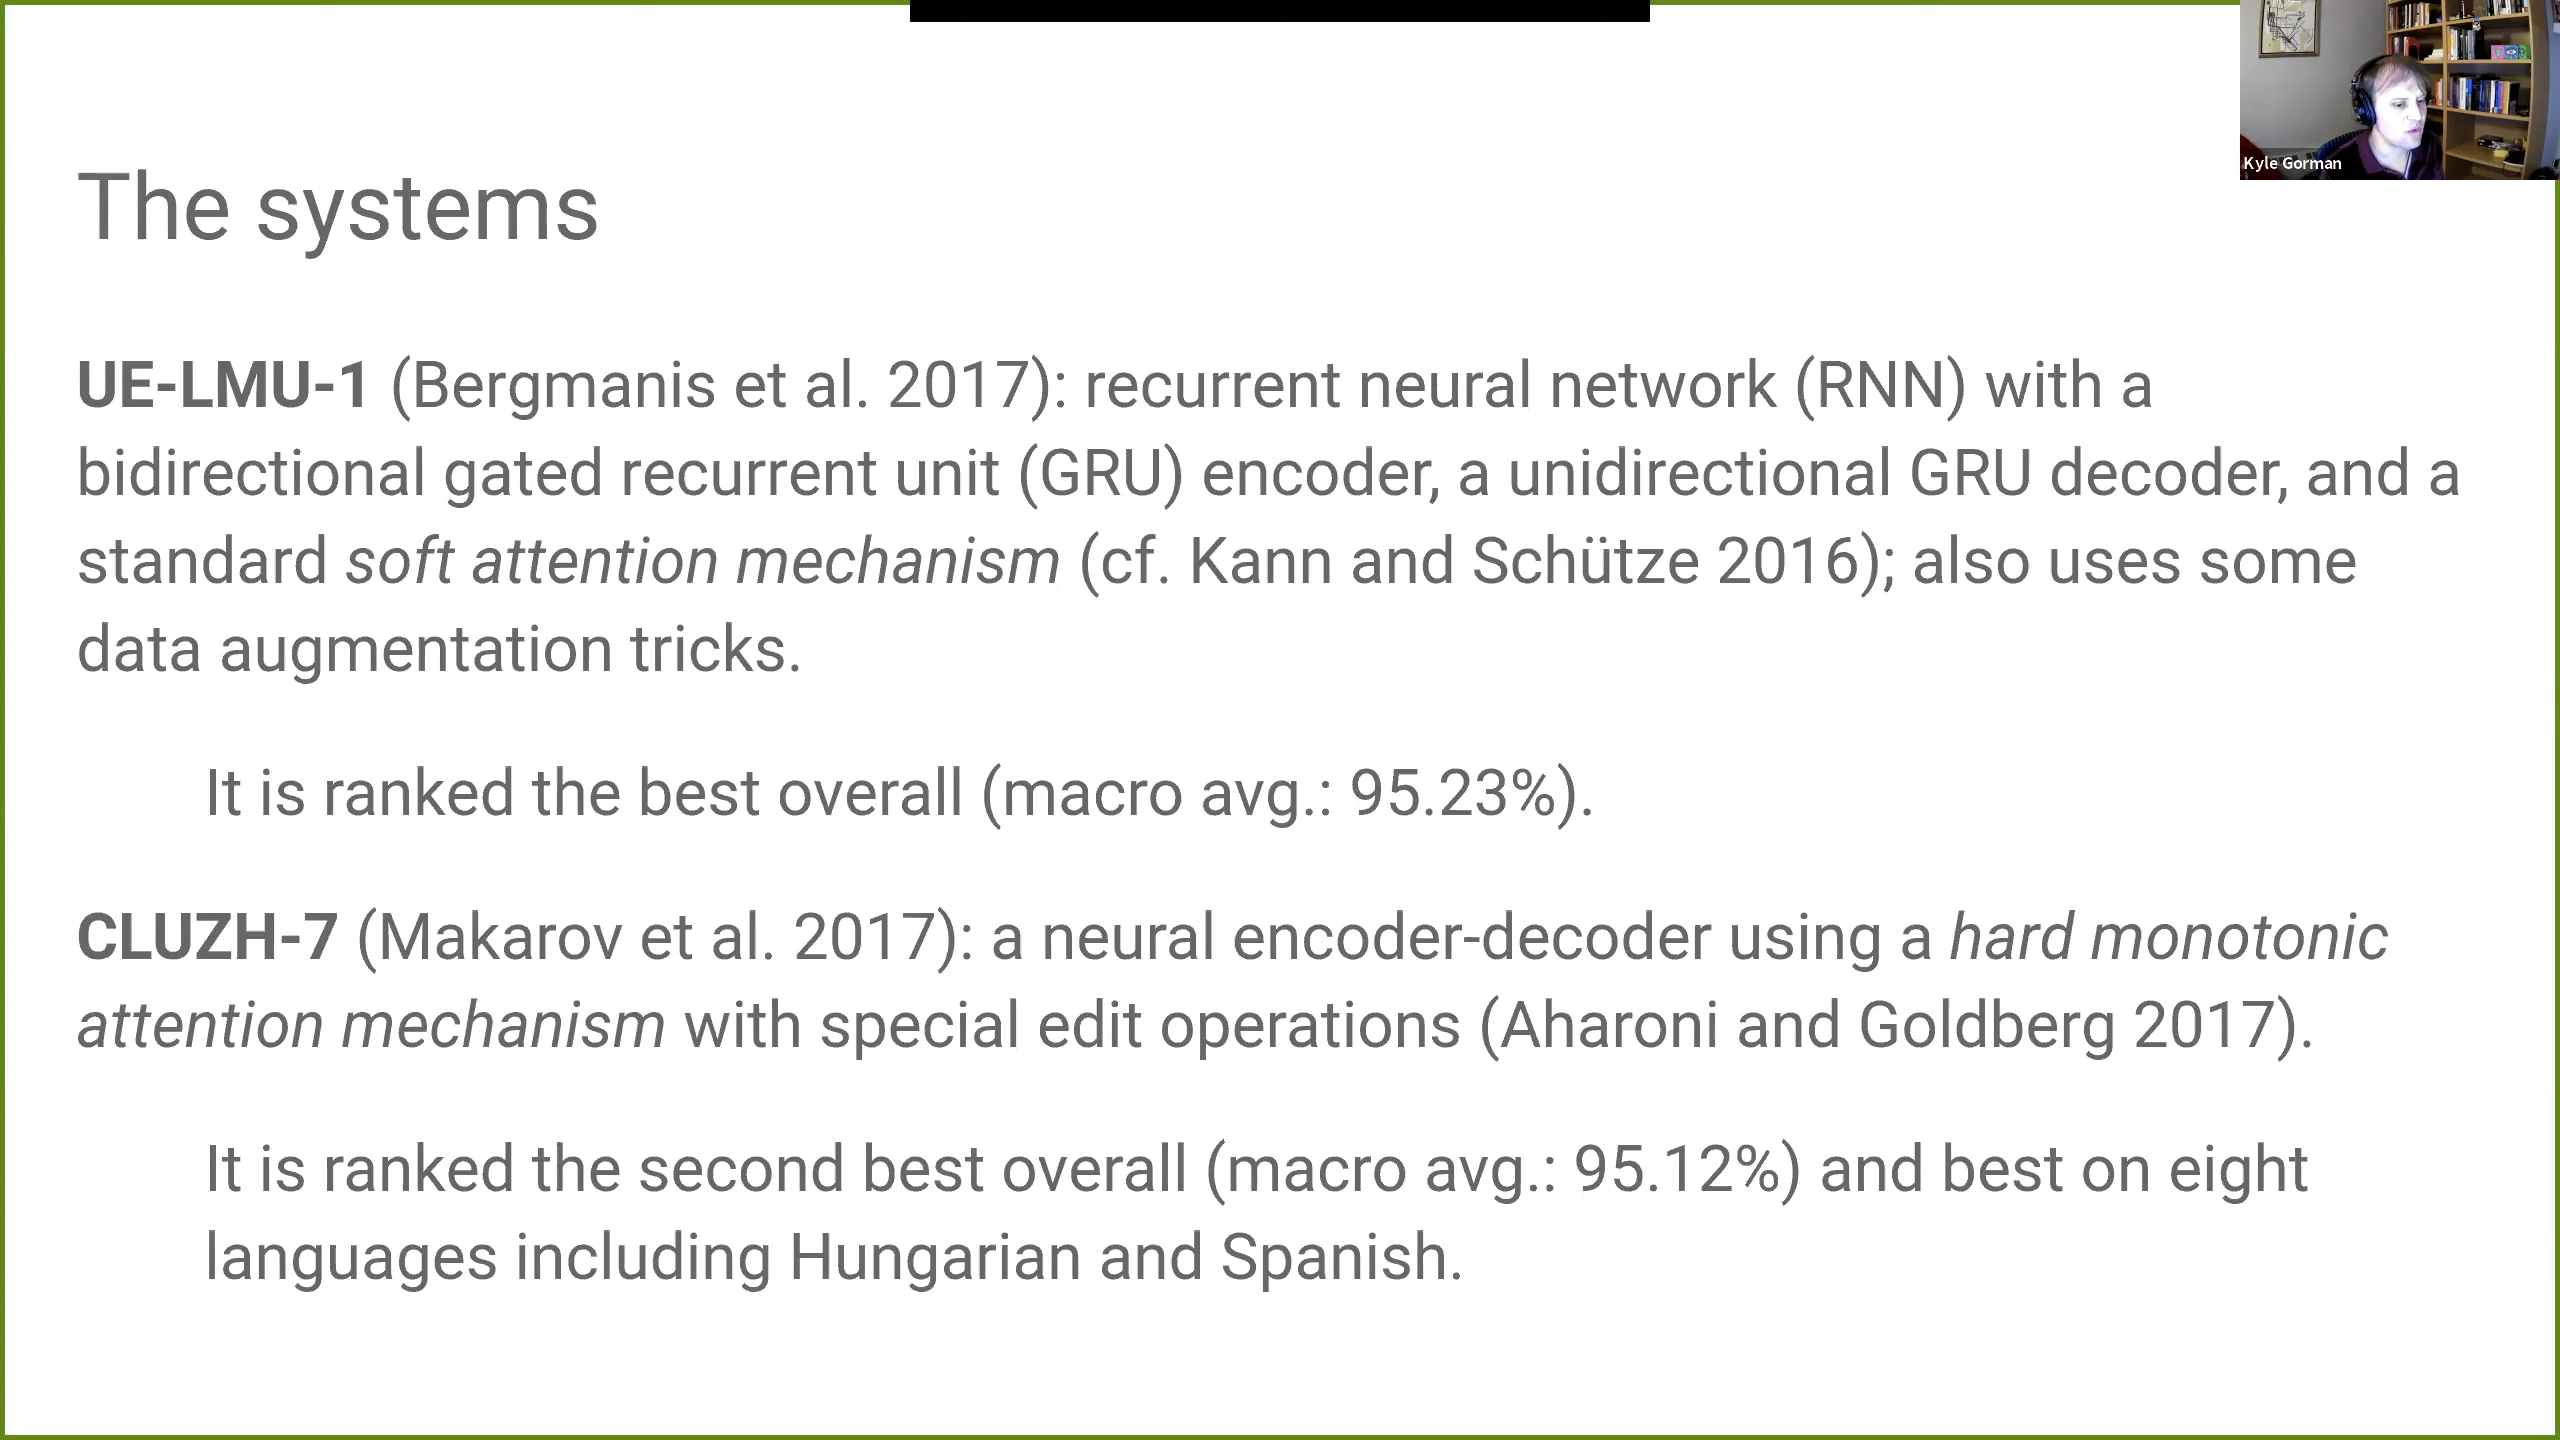 The systems
UE-LMU-1 (Bergmanis et al. 2017): recurrent neural network (RNN) with a
bidirectional gated recurrent unit (GRU) encoder, a unidirectional GRU decoder, and a
standard soft attention mechanism (cf. Kann and Schütze 2016); also uses some
data augmentation tricks.
It is ranked the best overall (macro avg.: 95.23%).
CLUZH-7 (Makarov et al. 2017): a neural encoder-decoder using a hard monotonic
attention mechanism with special edit operations (Aharoni and Goldberg 2017).
It is ranked the second best overall (macro avg.: 95.12%) and best on eight
languages including Hungarian and Spanish.
Kyle Gorman